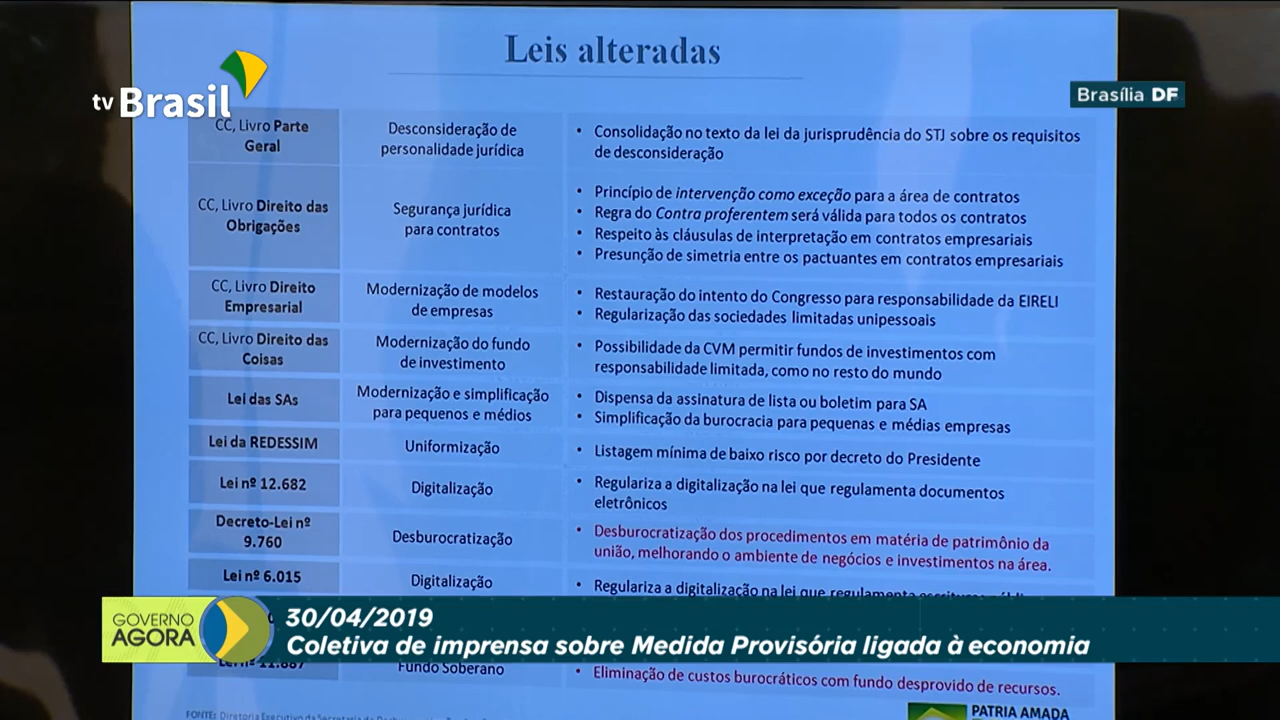 Leis alteradas
tv Brasil
Brasília DF
CC, Livro Parte
Geral
Desconsideração de
personalidade jurídica
• Consolidação no texto da lei da jurisprudência do STJ sobre os requisitos
de desconsideração
CC, Livro Direito das
Obrigações
Segurança jurídica
para contratos
• Princípio de intervenção como exceção para a área de contratos
• Regra do Contra proferentem será válida para todos os contratos
• Respeito às cláusulas de interpretação em contratos empresariais
• Presunção de simetria entre os pactuantes em contratos empresariais
CC, Livro Direito
Empresarial
Modernização de modelos
de empresas
• Restauração do intento do Congresso para responsabilidade da EIRELI
• Regularização das sociedades limitadas unipessoais
CC, Livro Direito das
Coisas
Modernização do fundo
de investimento
• Possibilidade da CVM permitir fundos de investimentos com
responsabilidade limitada, como no resto do mundo
Lei das SAs
Modernização e simplificação
para pequenos e médios
• Dispensa da assinatura de lista ou boletim para SA
• Simplificação da burocracia para pequenas e médias empresas
Lei da REDESSIM
Uniformização
• Listagem mínima de baixo risco por decreto do Presidente
Lei nº 12.682
Digitalização
• Regulariza a digitalização na lei que regulamenta documentos
eletrônicos
Decreto-Lei nº
9.760
Desburocratização
• Desburocratização dos procedimentos em matéria de patrimônio da
união, melhorando o ambiente de negócios e investimentos na área.
Lei nº 6.015
Digitalização
• Regulariza a digitalização na lei que regulamenta
GOVERNO
AGORA
30/04/2019
Coletiva de imprensa sobre Medida Provisória ligada à economia
Lei nº 11.887
Fundo Soberano
• Eliminação de custos burocráticos com fundo desprovido de recursos.
FONTE: Diretoria Executiva da Secretaria
PATRIA AMADA